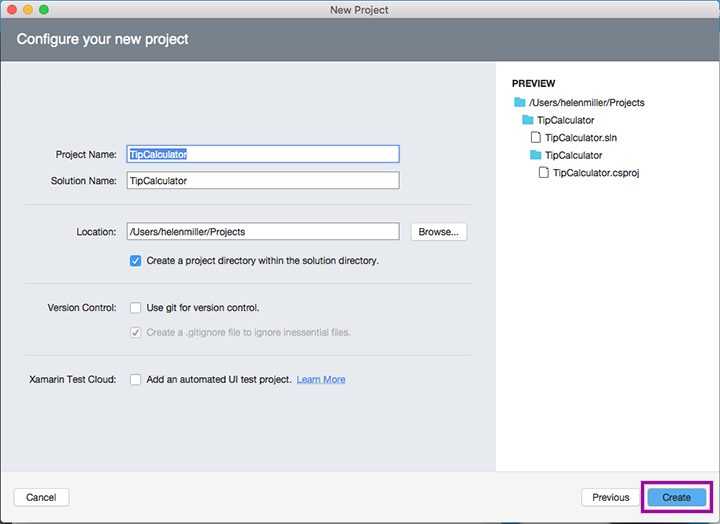 New Project
Configure your new project
Project Name: TipCalculator
Solution Name: TipCalculator
Location: /Users/helenmiller/Projects Browse...
Create a project directory within the solution directory.
Version Control: Use git for version control.
Create a .gitignore file to ignore inessential files.
Xamarin Test Cloud: Add an automated UI test project. Learn More
PREVIEW
/Users/helenmiller/Projects
TipCalculator
TipCalculator.sln
TipCalculator
TipCalculator.csproj
Cancel Previous Create